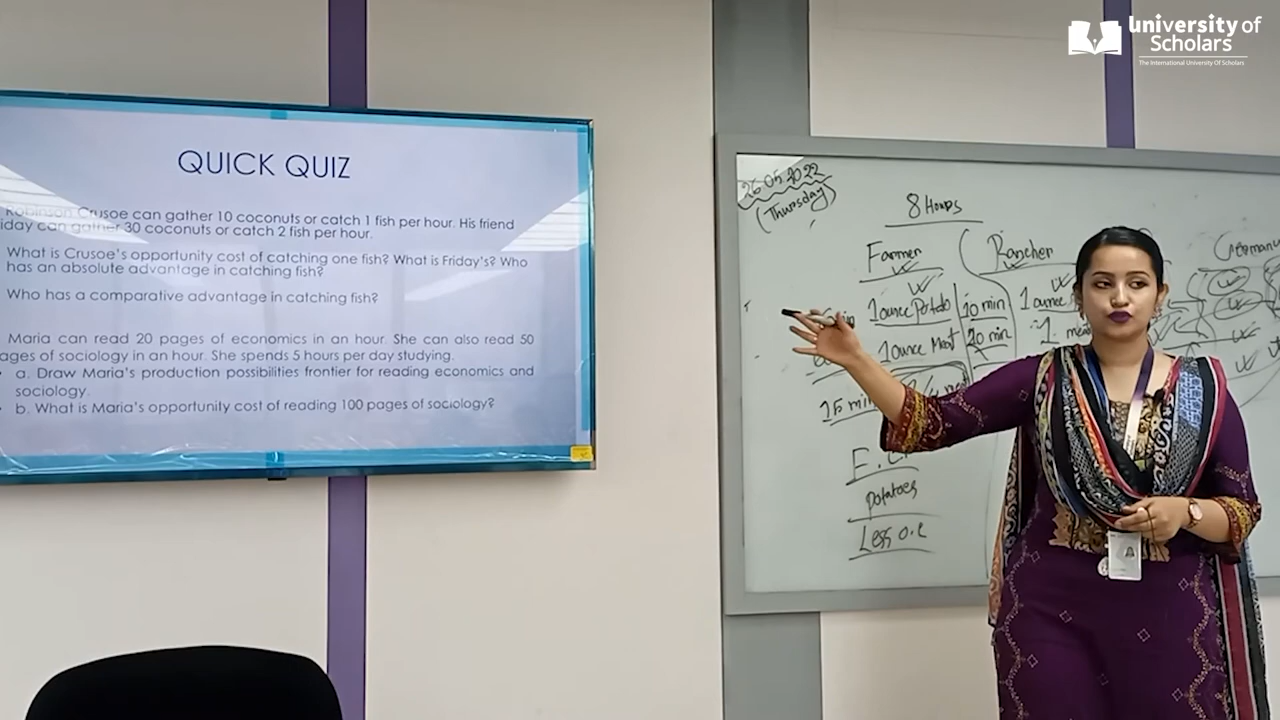 university of
Scholars
The International University Of Scholars
QUICK QUIZ
Robinson Crusoe can gather 10 coconuts or catch 1 fish per hour. His friend
iday can gather 30 coconuts or catch 2 fish per hour.
What is Crusoe's opportunity cost of catching one fish? What is Friday's? Who
has an absolute advantage in catching fish?
Who has a comparative advantage in catching fish?
Maria can read 20 pages of economics in an hour. She can also read 50
ages of sociology in an hour. She spends 5 hours per day studying.
• a. Draw Maria's production possibilities frontier for reading economics and
sociology.
b. What is Maria's opportunity cost of reading 100 pages of sociology?
26.05.2022
(Thursday)
8 Hours
Farmer
Rancher
1 ounce Potato 10 min
1 ounce
1 ounce Meat 20 min
15 min
Potatoes
Less o.c